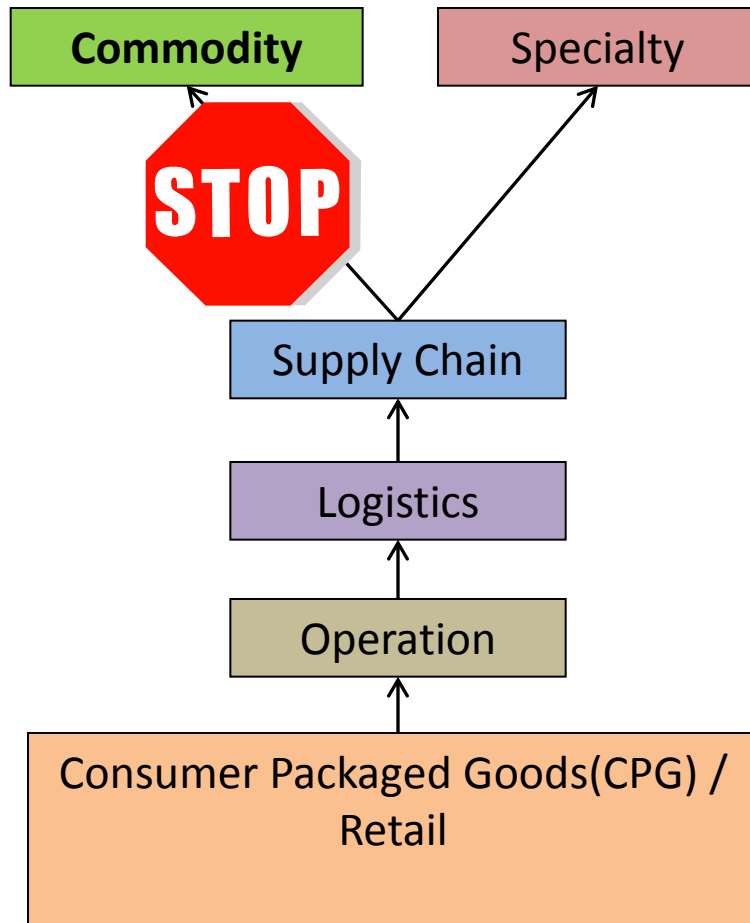 Commodity
Specialty
STOP
Supply Chain
Logistics
Operation
Consumer Packaged Goods(CPG) /
Retail